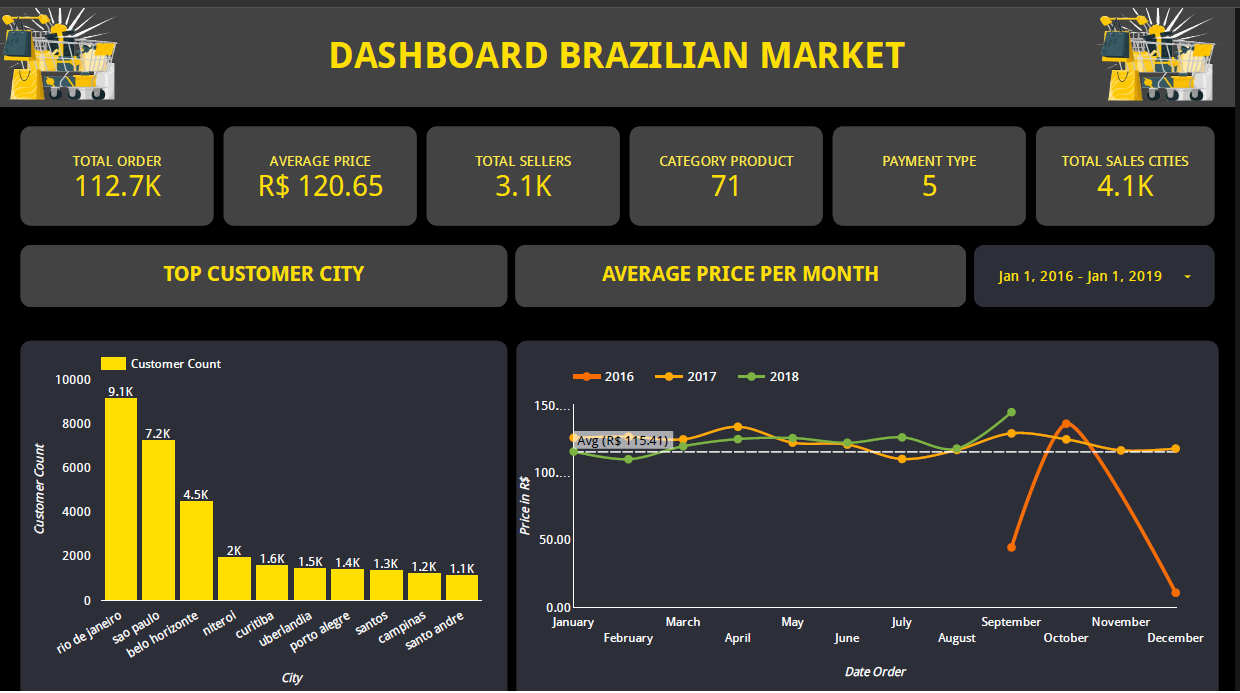 DASHBOARD BRAZILIAN MARKET
TOTAL ORDER
112.7K
AVERAGE PRICE
R$ 120.65
TOTAL SELLERS
3.1K
CATEGORY PRODUCT
71
PAYMENT TYPE
5
TOTAL SALES CITIES
4.1K
TOP CUSTOMER CITY
AVERAGE PRICE PER MONTH
Jan 1, 2016 - Jan 1, 2019
Customer Count
10000
8000
6000
4000
2000
0
Customer Count
9.1K
7.2K
4.5K
2K
1.6K
1.5K
1.4K
1.3K
1.2K
1.1K
rio de janeiro
sao paulo
belo horizonte
niteroi
curitiba
uberlandia
porto alegre
santos
campinas
santo andre
City
2016 2017 2018
150....
100....
50.00
0.00
Price in R$
Avg (R$ 115.41)
January
February
March
April
May
June
July
August
September
October
November
December
Date Order